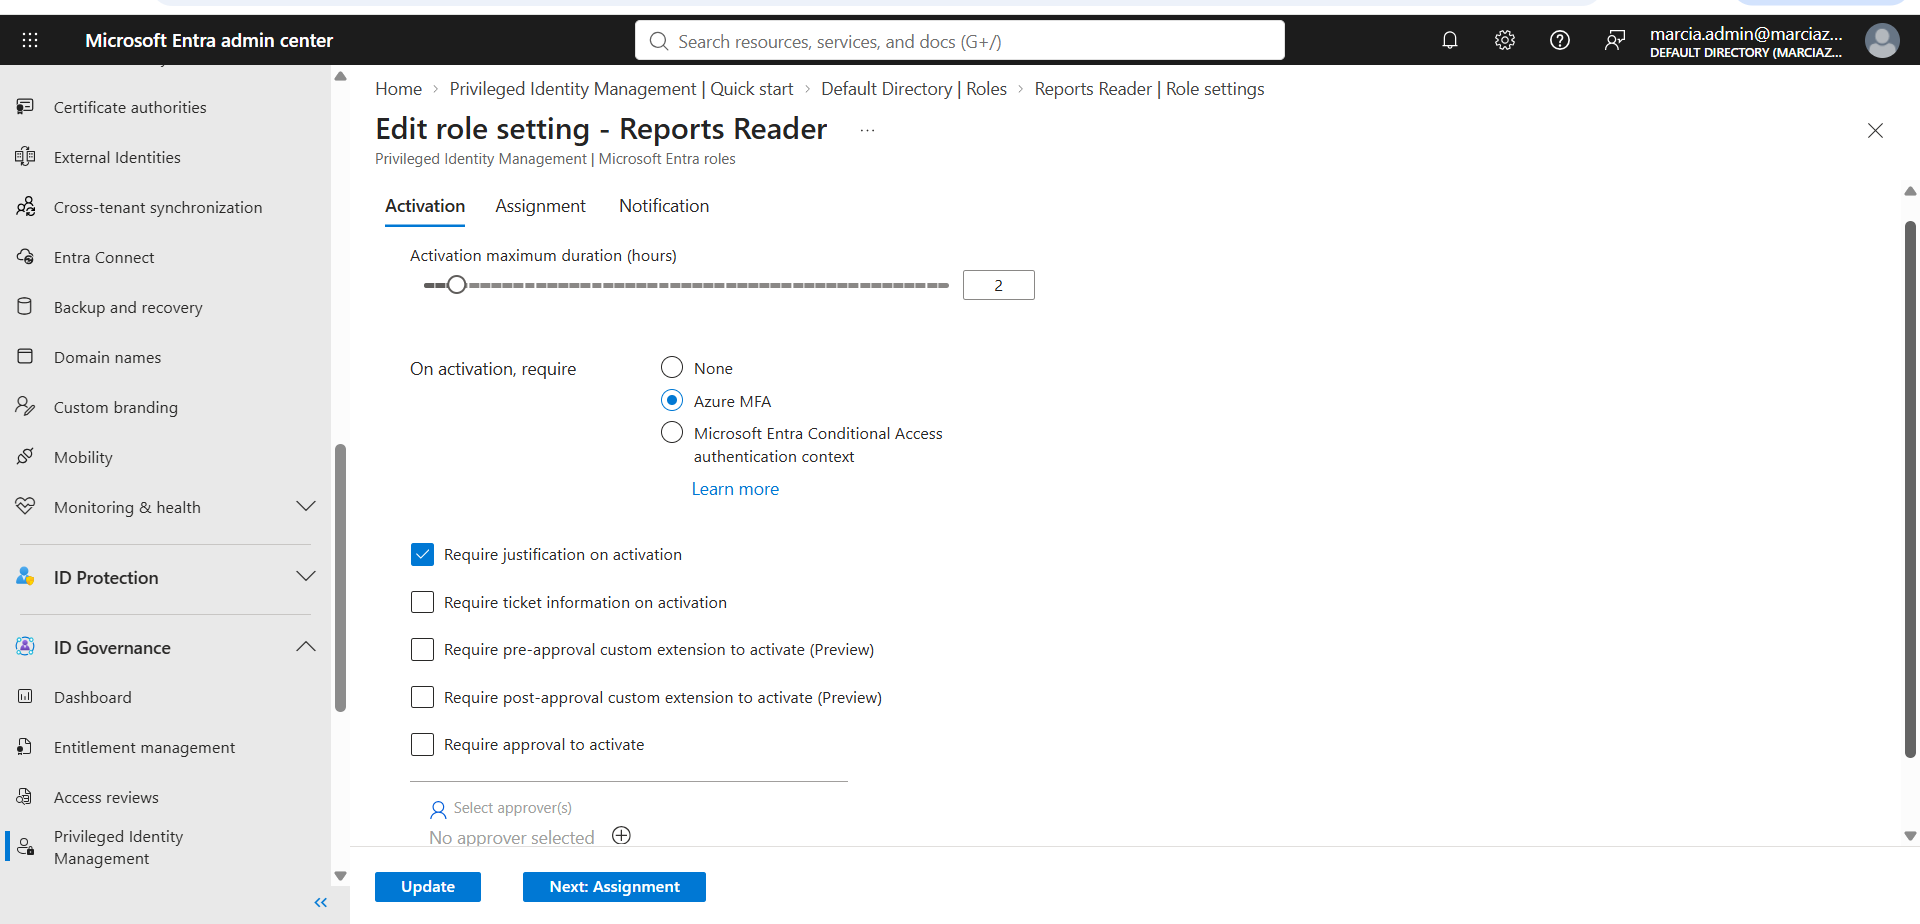 Microsoft Entra admin center
Search resources, services, and docs (G+/)
marcia.admin@marciaz...
DEFAULT DIRECTORY (MARCIAZ...
Certificate authorities
External Identities
Cross-tenant synchronization
Entra Connect
Backup and recovery
Domain names
Custom branding
Mobility
Monitoring & health
ID Protection
ID Governance
Dashboard
Entitlement management
Access reviews
Privileged Identity
Management
«
Home > Privileged Identity Management | Quick start > Default Directory | Roles > Reports Reader | Role settings
Edit role setting - Reports Reader ...
Privileged Identity Management | Microsoft Entra roles
Activation Assignment Notification
Activation maximum duration (hours)
2
On activation, require
None
Azure MFA
Microsoft Entra Conditional Access
authentication context
Learn more
Require justification on activation
Require ticket information on activation
Require pre-approval custom extension to activate (Preview)
Require post-approval custom extension to activate (Preview)
Require approval to activate
Select approver(s)
No approver selected
Update
Next: Assignment